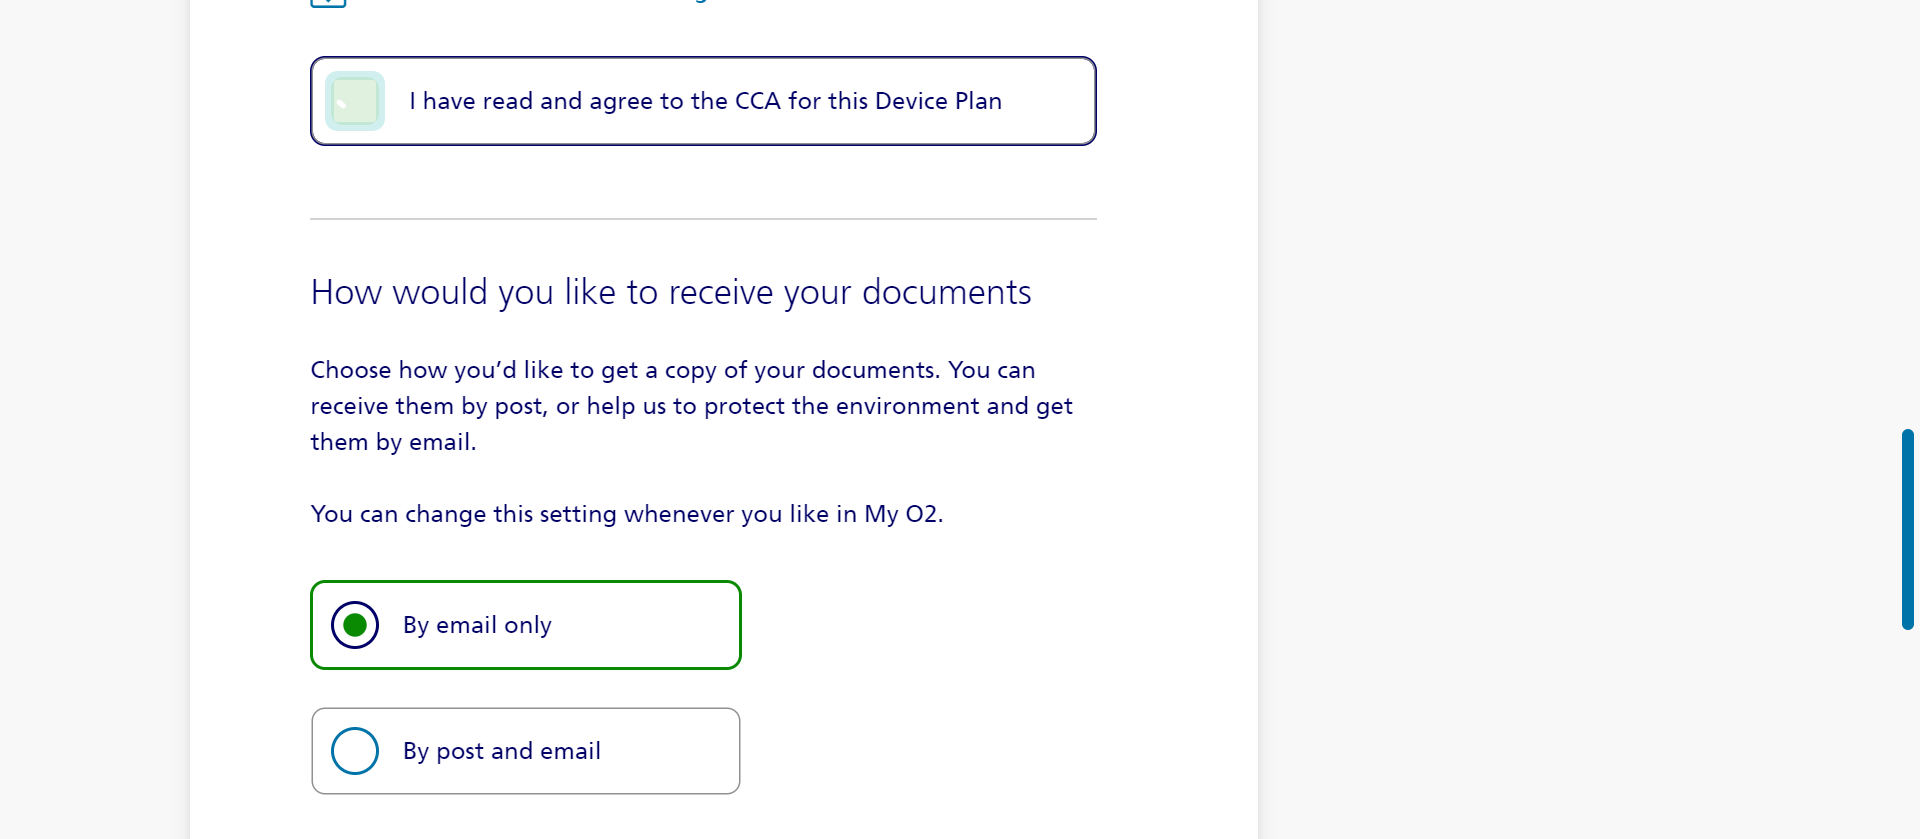 I have read and agree to the CCA for this Device Plan
How would you like to receive your documents
Choose how you’d like to get a copy of your documents. You can
receive them by post, or help us to protect the environment and get
them by email.
You can change this setting whenever you like in My O2.
By email only
By post and email